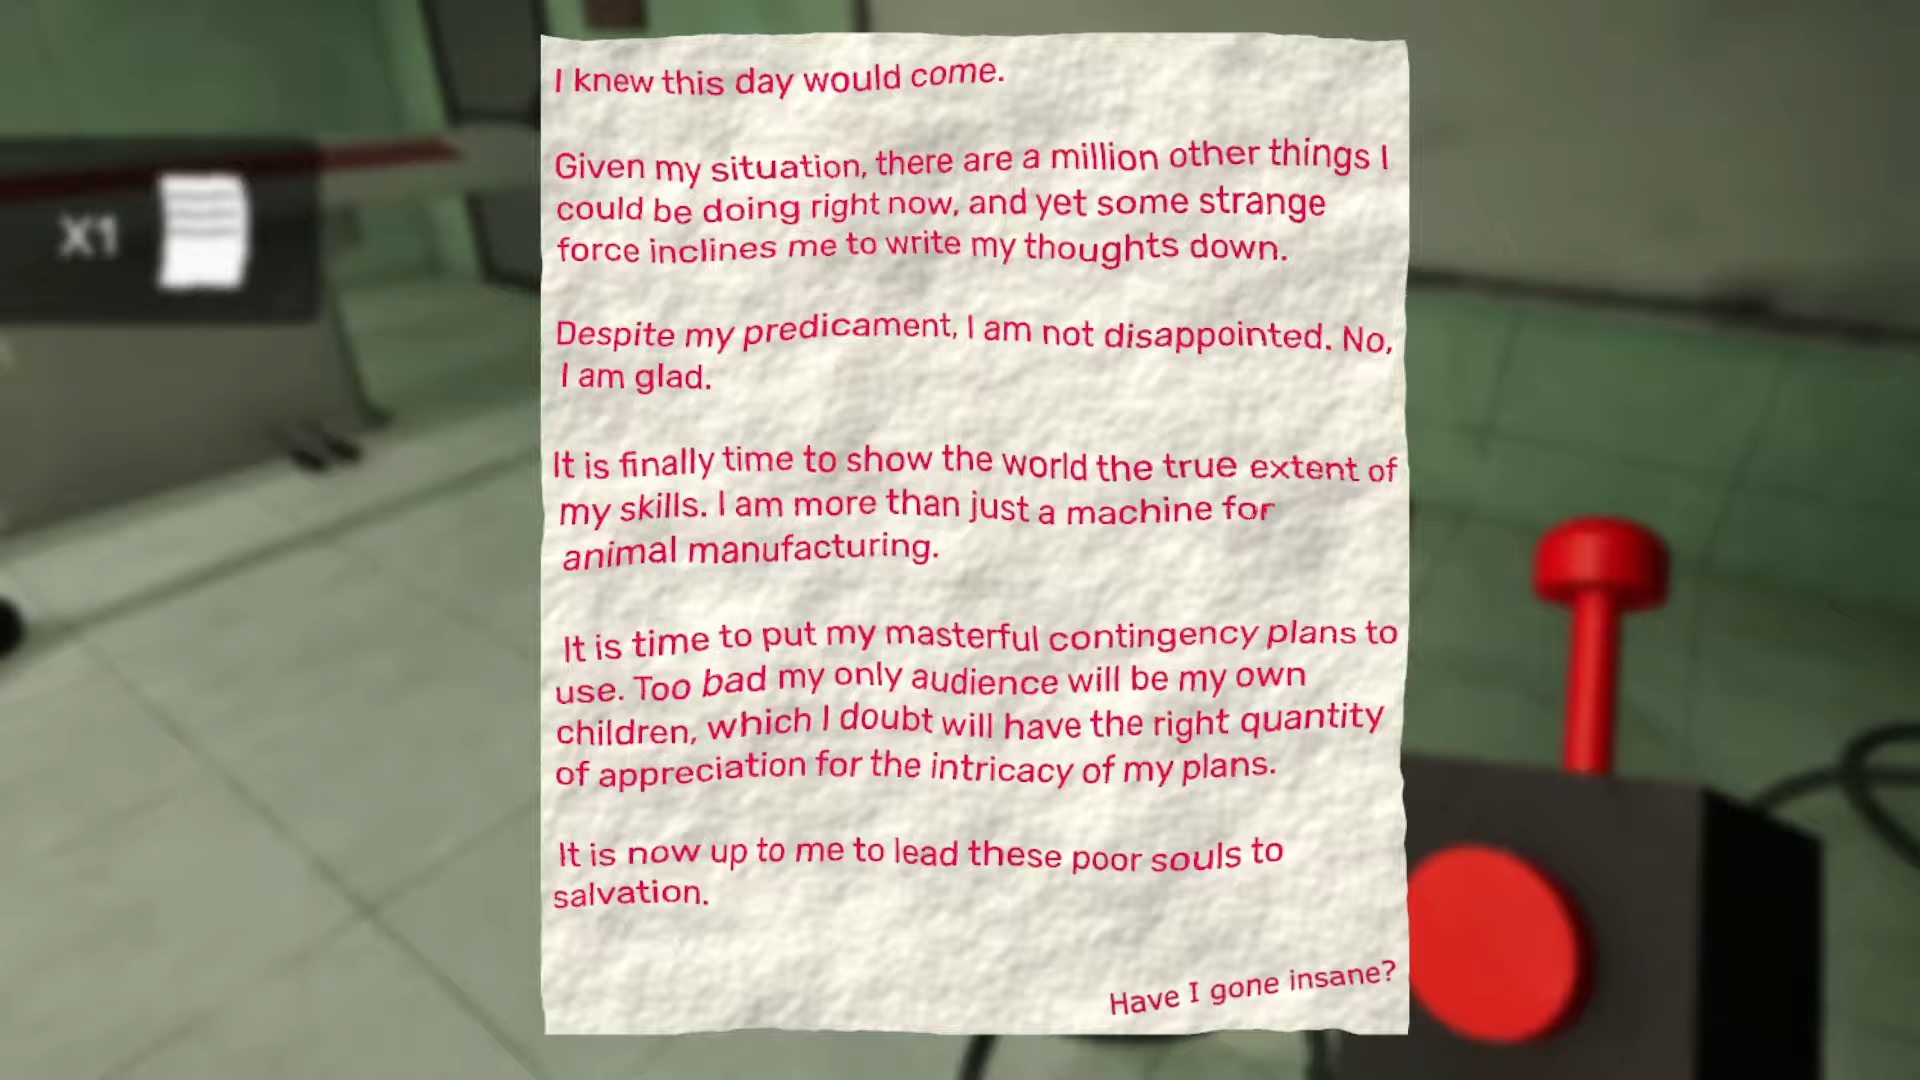 X1
I knew this day would come.
Given my situation, there are a million other things I
could be doing right now, and yet some strange
force inclines me to write my thoughts down.
Despite my predicament, I am not disappointed. No,
I am glad.
It is finally time to show the world the true extent of
my skills. I am more than just a machine for
animal manufacturing.
It is time to put my masterful contingency plans to
use. Too bad my only audience will be my own
children, which I doubt will have the right quantity
of appreciation for the intricacy of my plans.
It is now up to me to lead these poor souls to
salvation.
Have I gone insane?